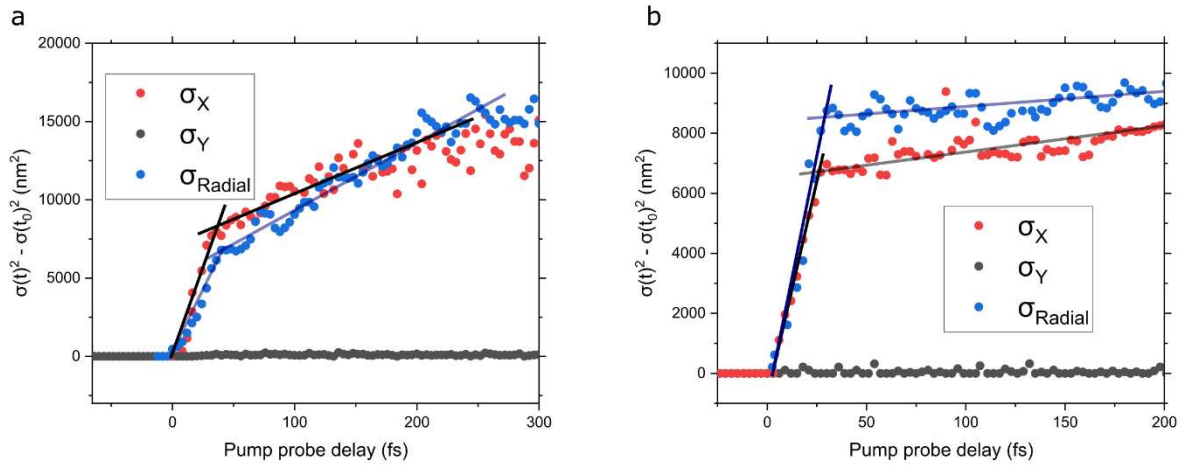 a
20000
15000
10000
5000
0
σ(t)² - σ(t₀)² (nm²)
σX
σY
σRadial
0 100 200 300
Pump probe delay (fs)
b
10000
8000
6000
4000
2000
0
σ(t)² - σ(t₀)² (nm²)
σX
σY
σRadial
0 50 100 150 200
Pump probe delay (fs)